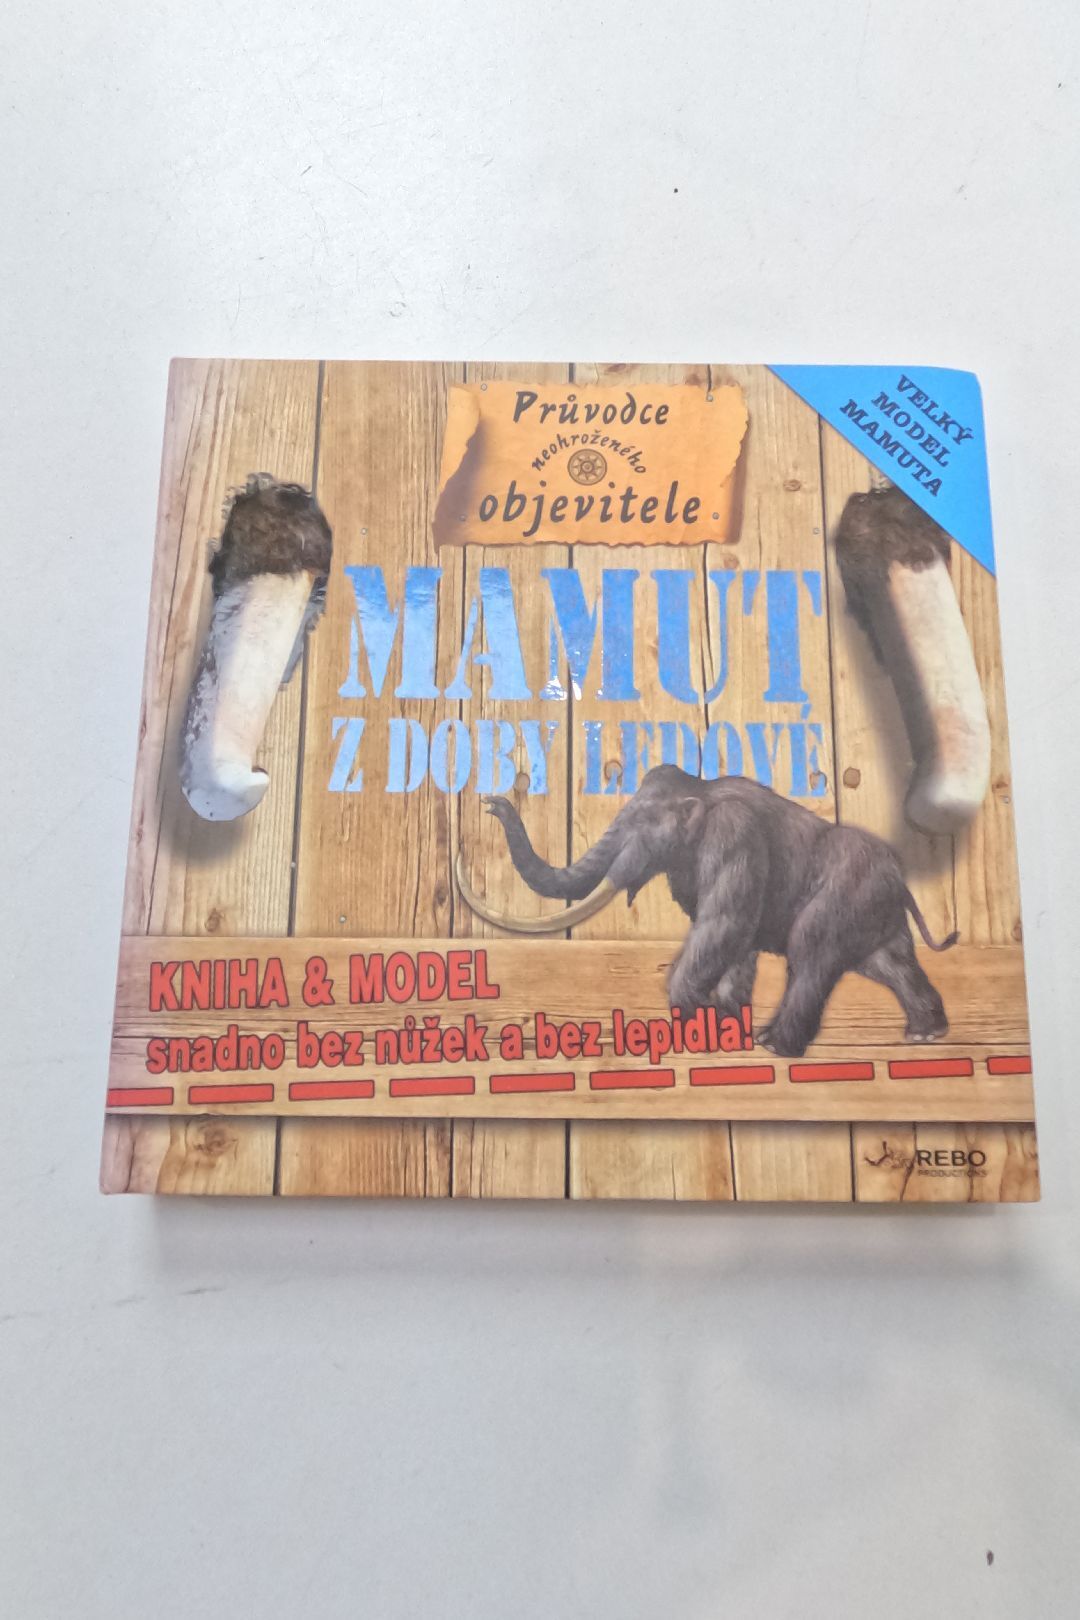 Průvodce
neohroženého
objevitele
VELKÝ
MODEL
MAMUTA
MAMUT
Z DOBY LEDOVÉ
KNIHA & MODEL
snadno bez nůžek a bez lepidla!
REBO
PRODUCTIONS